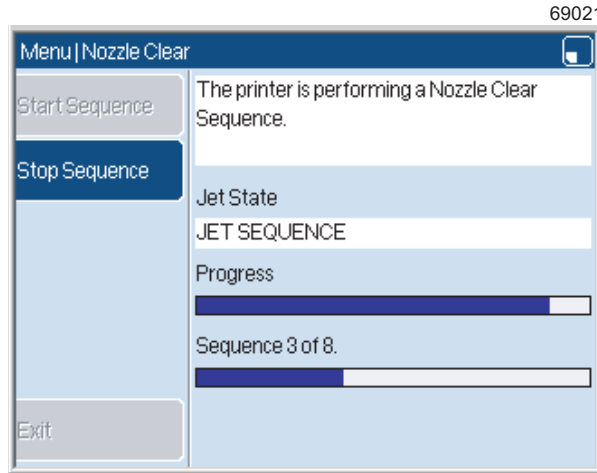 69021
Menu | Nozzle Clear
Start Sequence
The printer is performing a Nozzle Clear
Sequence.
Stop Sequence
Jet State
JET SEQUENCE
Progress
Sequence 3 of 8.
Exit